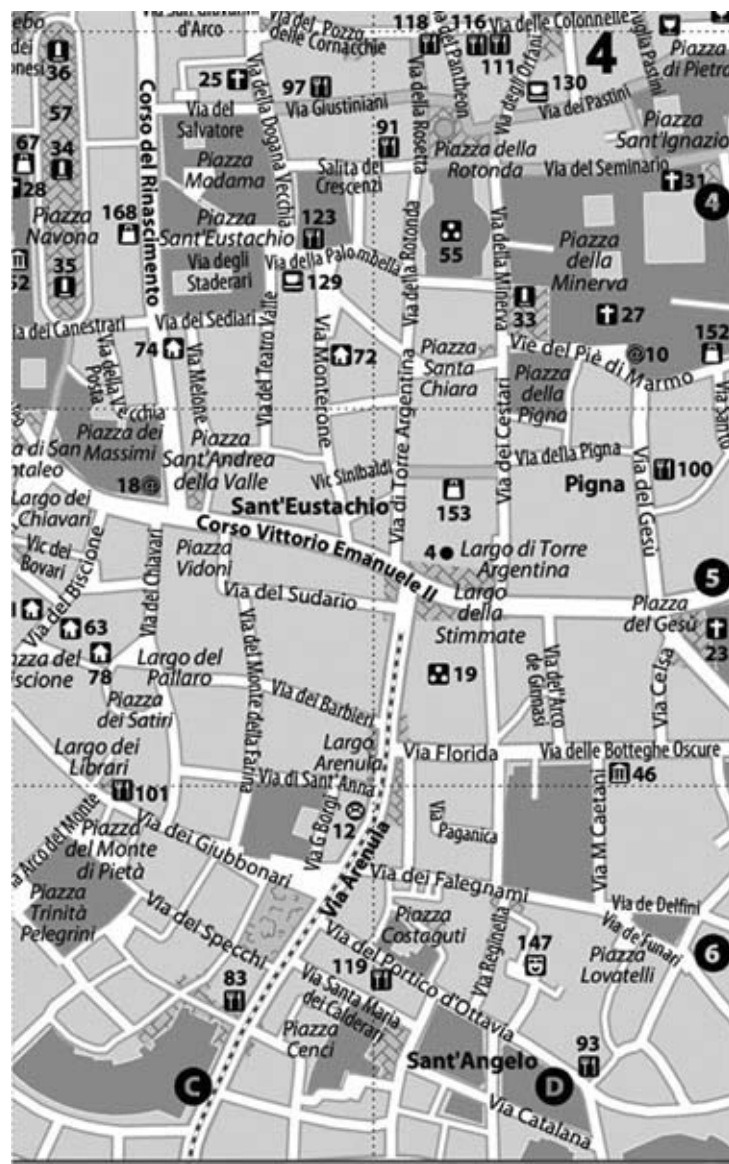 Via San Giovanni
d'Arco
Via del Pozzo
delle Cornacchie
118
116
Via delle Colonnelle
Via del Pantheon
111
Via degli Orfani
130
4
Piazza
di Pietra
36
25
Via della Dogana Vecchia
97
Via Giustiniani
Via della Rosetta
Via dei Pastini
57
Corso del Rinascimento
Via del
Salvatore
91
Piazza
Sant'Ignazio
67
34
Piazza
Madama
Salita dei
Crescenzi
Piazza della
Rotonda
Via del Seminario
31
4
28
Piazza
Navona
168
Piazza
Sant'Eustachio
123
Via della Rotonda
55
Via della Minerva
Piazza
della
Minerva
35
52
Via degli
Staderari
Via della Palombella
129
33
27
152
Via dei Canestrari
Via dei Sediari
74
Via del Teatro Valle
Via Monterone
72
Piazza
Santa
Chiara
Vie del Piè di Marmo
10
Via della
Posta
Vecchia
Via Melone
Via di Torre Argentina
Via dei Cestari
Piazza
della
Pigna
Piazza dei
Massimi
Piazza
Sant'Andrea
della Valle
Via della Pigna
Via del Gesù
100
18
Vic Sinibaldi
153
Pigna
Largo dei
Chiavari
Sant'Eustachio
Corso Vittorio Emanuele II
Vic dei
Bovari
Via del Biscione
Via dei Chiavari
Piazza
Vidoni
4
Largo di Torre
Argentina
5
Via del Sudario
Largo
della
Stimmate
Piazza
del Gesù
23
63
78
Largo del
Pallaro
Via del Monte della Farina
19
Via dell'Arco
de Ginnasi
Via Celsa
Piazza
dei Satiri
Via dei Barbieri
Largo dei
Librari
Largo
Arenula
Via Florida
Via delle Botteghe Oscure
46
101
Via di Sant'Anna
Via G Borgi
12
Via
Paganica
Via M Caetani
Via Arco del Monte
Piazza
del Monte
di Pietà
Via dei Giubbonari
Via Arenula
Via dei Falegnami
Piazza
Trinità
Pelegrini
Via dei Specchi
Piazza
Costaguti
Via Reginella
Via de Delfini
Via de'Funari
147
Piazza
Lovatelli
6
83
119
Via del Portico d'Ottavia
Via Santa Maria
dei Calderari
Piazza
Cenci
93
Sant'Angelo
C
D
Via Catalana